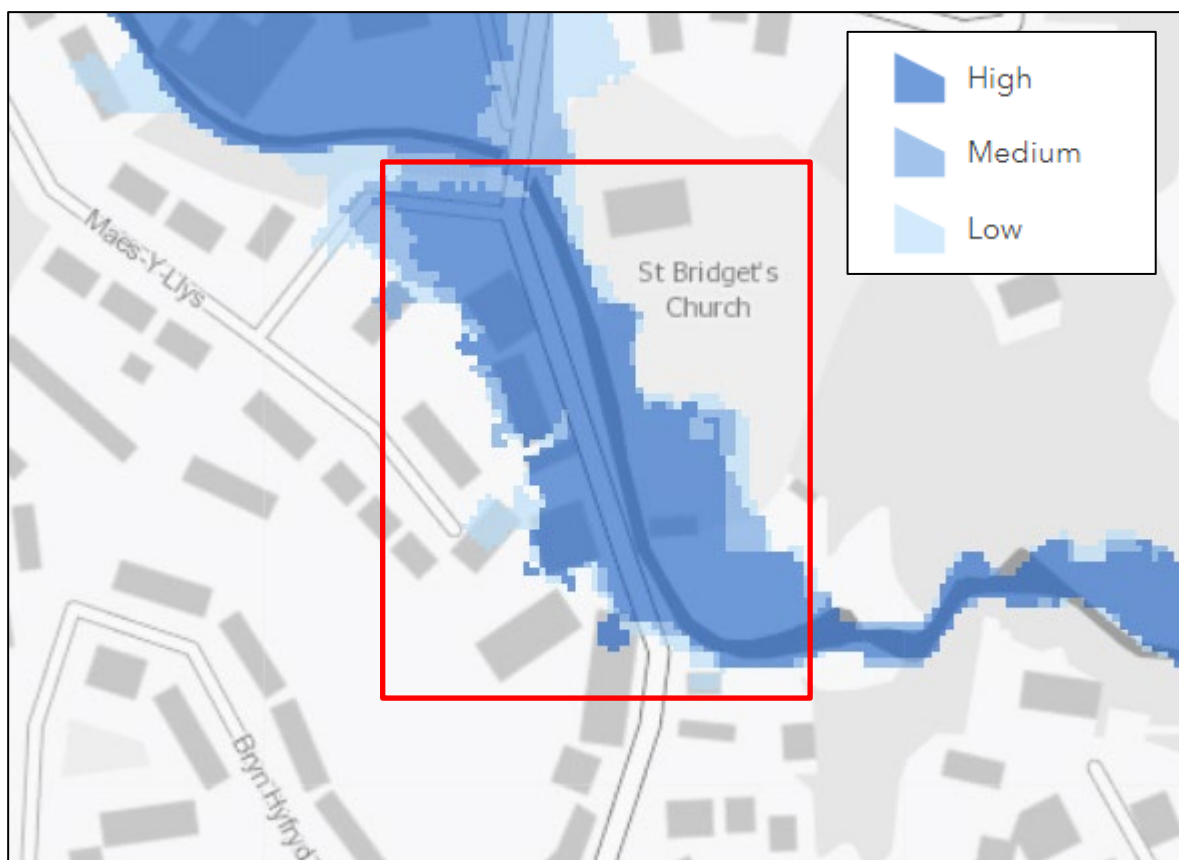 High
Medium
Low
St Bridget's
Church
Maes-Y-Llys
Bryn Hyfryd